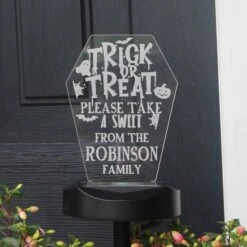 TRICK
OR
TREAT
PLEASE TAKE
A SWEET
FROM THE
ROBINSON
FAMILY